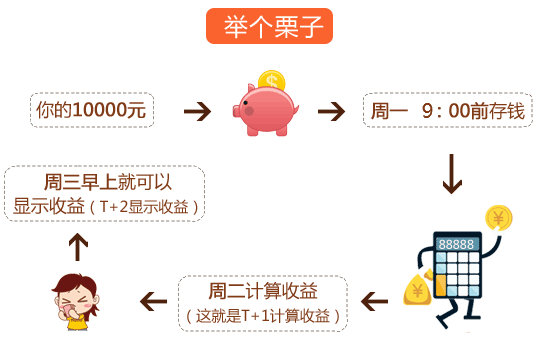 举个栗子
你的10000元
周一 9：00前存钱
88888
周二计算收益
（这就是T+1计算收益）
周三早上就可以
显示收益（T+2显示收益）